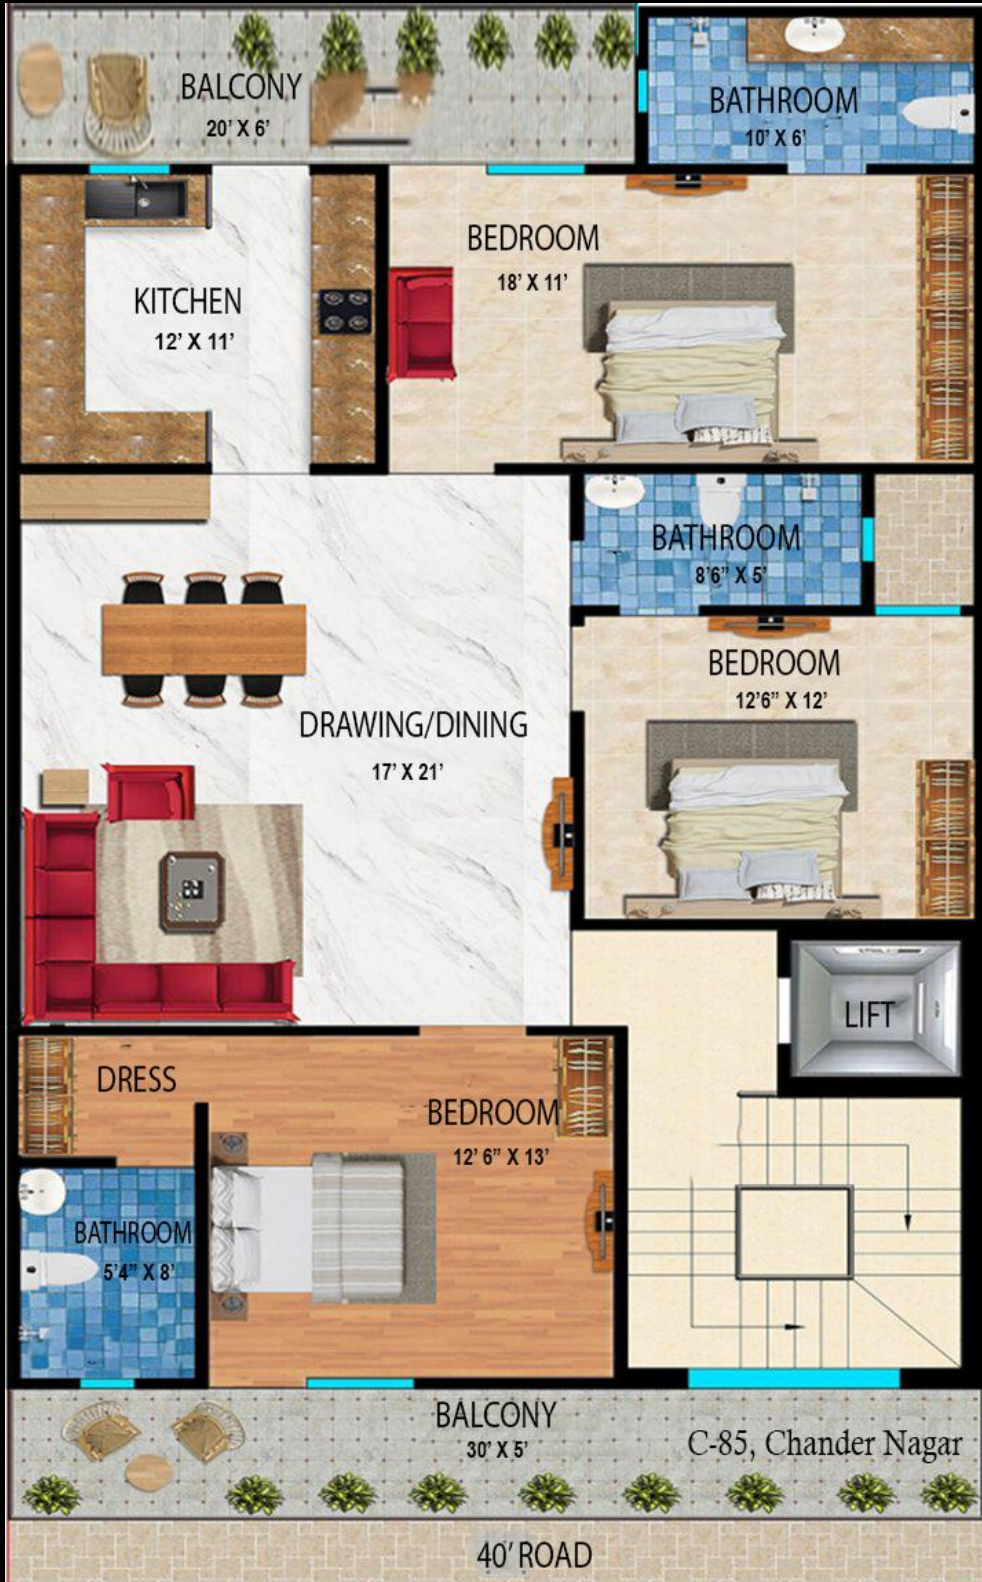 BALCONY
20' X 6'
BATHROOM
10' X 6'
BEDROOM
18' X 11'
KITCHEN
12' X 11'
BATHROOM
8'6" X 5'
BEDROOM
12'6" X 12'
DRAWING/DINING
17' X 21'
LIFT
DRESS
BEDROOM
12' 6" X 13'
BATHROOM
5'4" X 8'
BALCONY
30' X 5'
C-85, Chander Nagar
40' ROAD